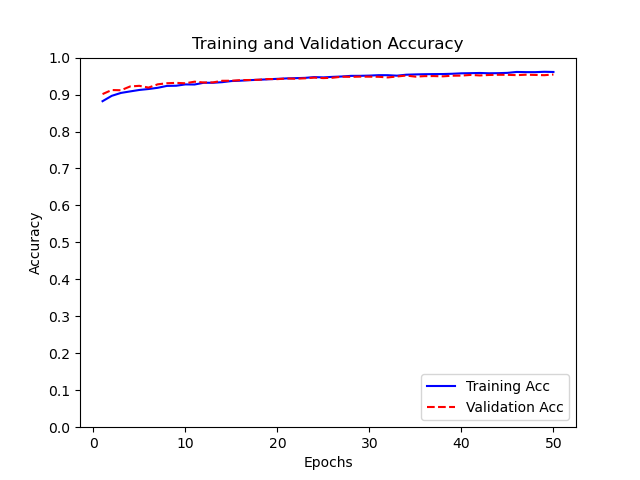 Training and Validation Accuracy
1.0
0.9
0.8
0.7
0.6
0.5
0.4
0.3
0.2
0.1
0.0
Accuracy
Training Acc
Validation Acc
0 10 20 30 40 50
Epochs